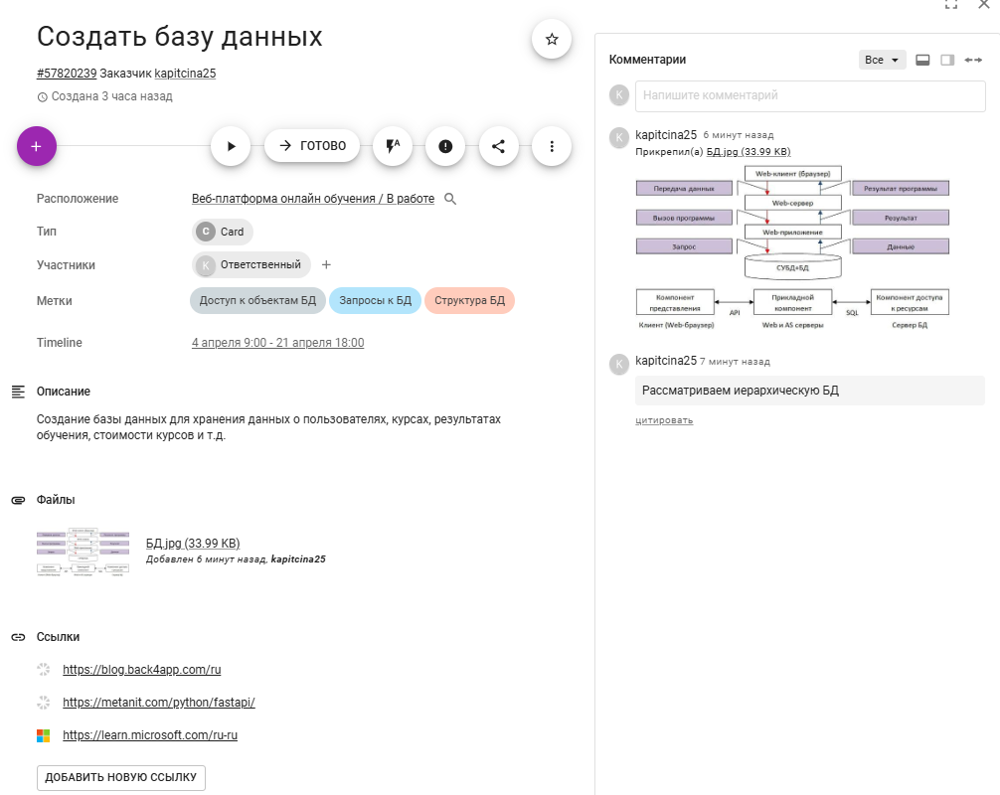 Создать базу данных
#57820239 Заказчик kapitcina25
Создана 3 часа назад
ГОТОВО
Расположение Веб-платформа онлайн обучения / В работе
Тип C Card
Участники K Ответственный
Метки Доступ к объектам БД Запросы к БД Структура БД
Timeline 4 апреля 9:00 - 21 апреля 18:00
Описание
Создание базы данных для хранения данных о пользователях, курсах, результатах
обучения, стоимости курсов и т.д.
Файлы
БД.jpg (33.99 KB)
Добавлен 6 минут назад, kapitcina25
Ссылки
https://blog.back4app.com/ru
https://metanit.com/python/fastapi/
https://learn.microsoft.com/ru-ru
ДОБАВИТЬ НОВУЮ ССЫЛКУ
Комментарии Все
K Напишите комментарий
K kapitcina25 6 минут назад
Прикрепил(а) БД.jpg (33.99 KB)
Web-клиент (браузер)
Передача данных Результат программы
Web-сервер
Вызов программы Результат
Web-приложение
Запрос Данные
СУБД+БД
Компонент представления
API
Прикладной компонент
SQL
Компонент доступа к ресурсам
Клиент (Web-браузер) Web и AS серверы Сервер БД
K kapitcina25 7 минут назад
Рассматриваем иерархическую БД
цитировать